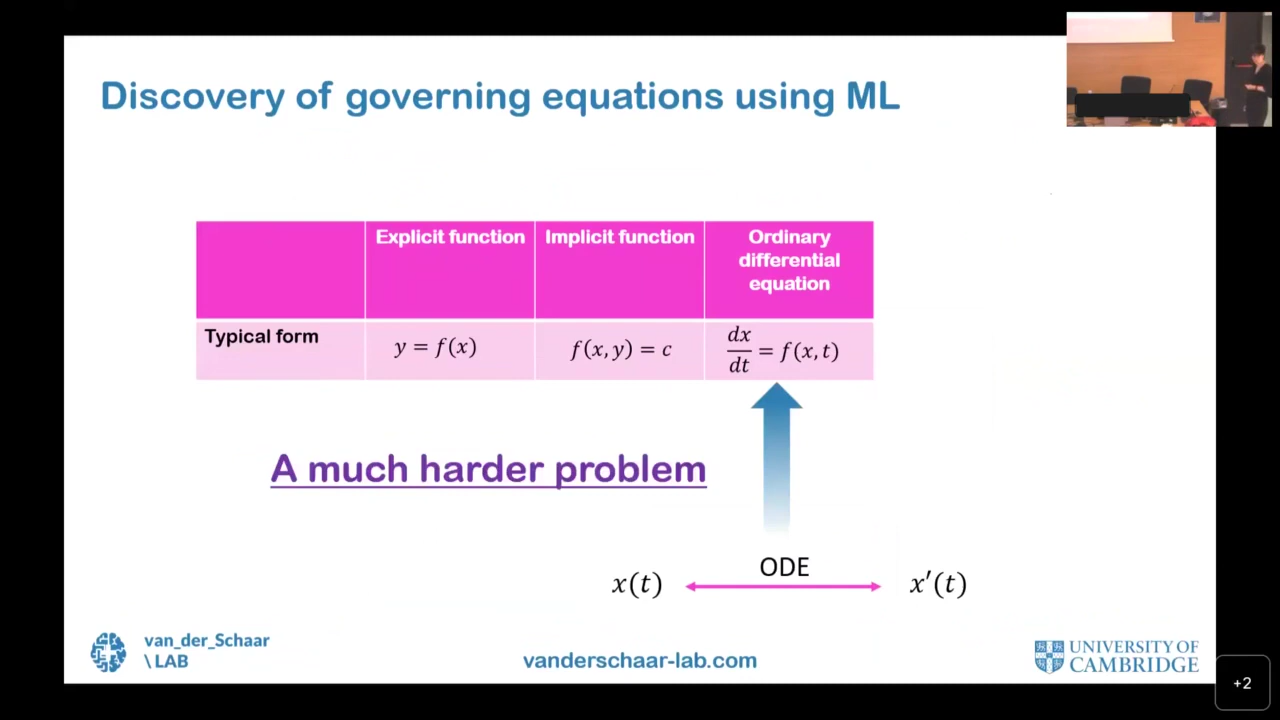 Discovery of governing equations using ML
Explicit function
Implicit function
Ordinary
differential
equation
Typical form
y = f(x)
f(x, y) = c
dx/dt = f(x, t)
A much harder problem
ODE
x(t)
x′(t)
van_der_Schaar
\ LAB
vanderschaar-lab.com
UNIVERSITY OF
CAMBRIDGE
+2